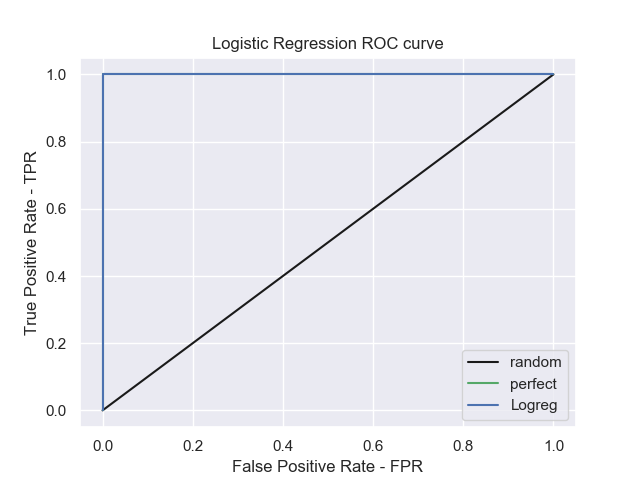 Logistic Regression ROC curve
True Positive Rate - TPR
1.0
0.8
0.6
0.4
0.2
0.0
random
perfect
Logreg
0.0 0.2 0.4 0.6 0.8 1.0
False Positive Rate - FPR